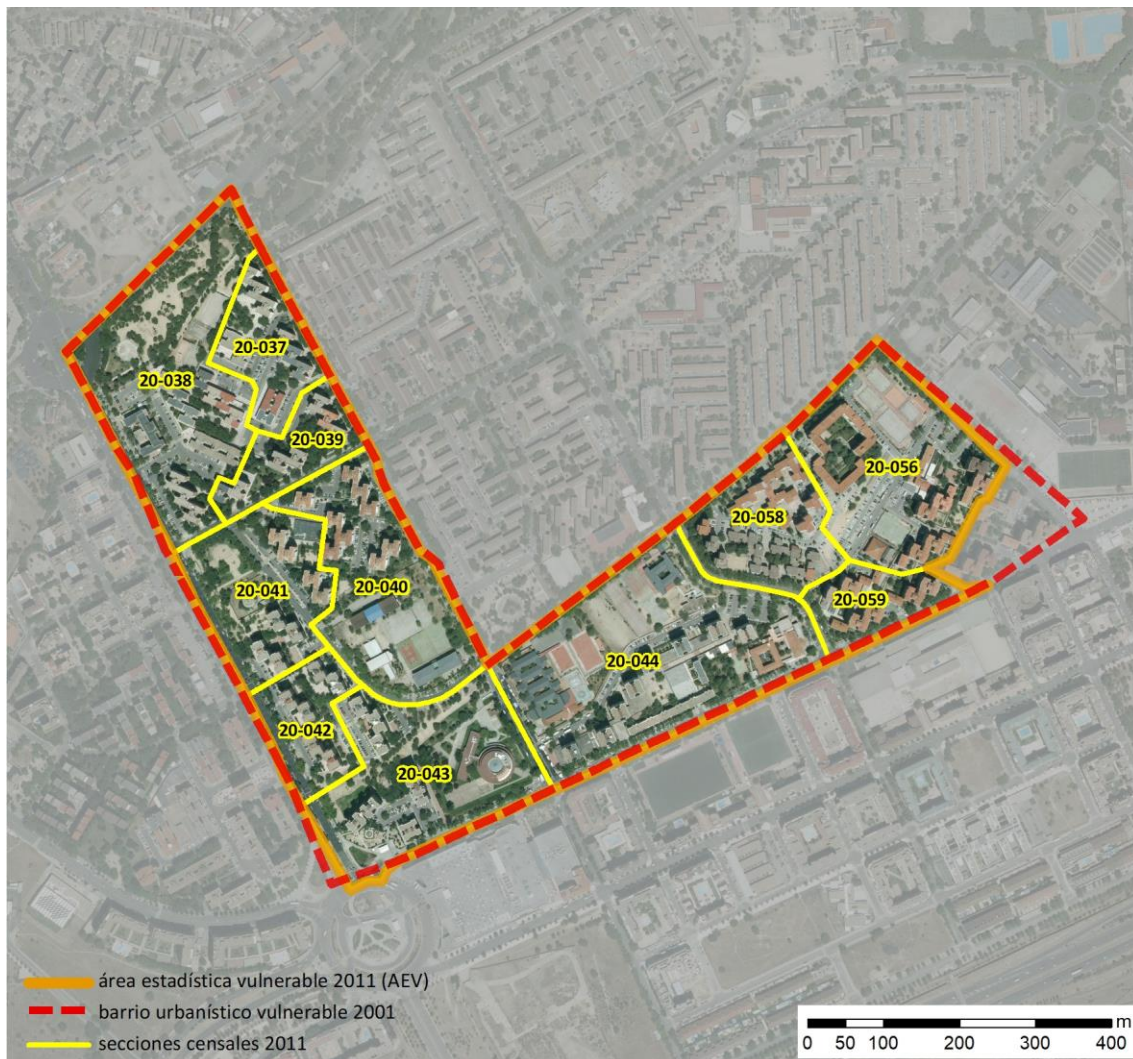 20-037
20-038
20-039
20-056
20-058
20-041
20-040
20-059
20-044
20-042
20-043
área estadística vulnerable 2011 (AEV)
barrio urbanístico vulnerable 2001
secciones censales 2011
m
0 50 100 200 300 400